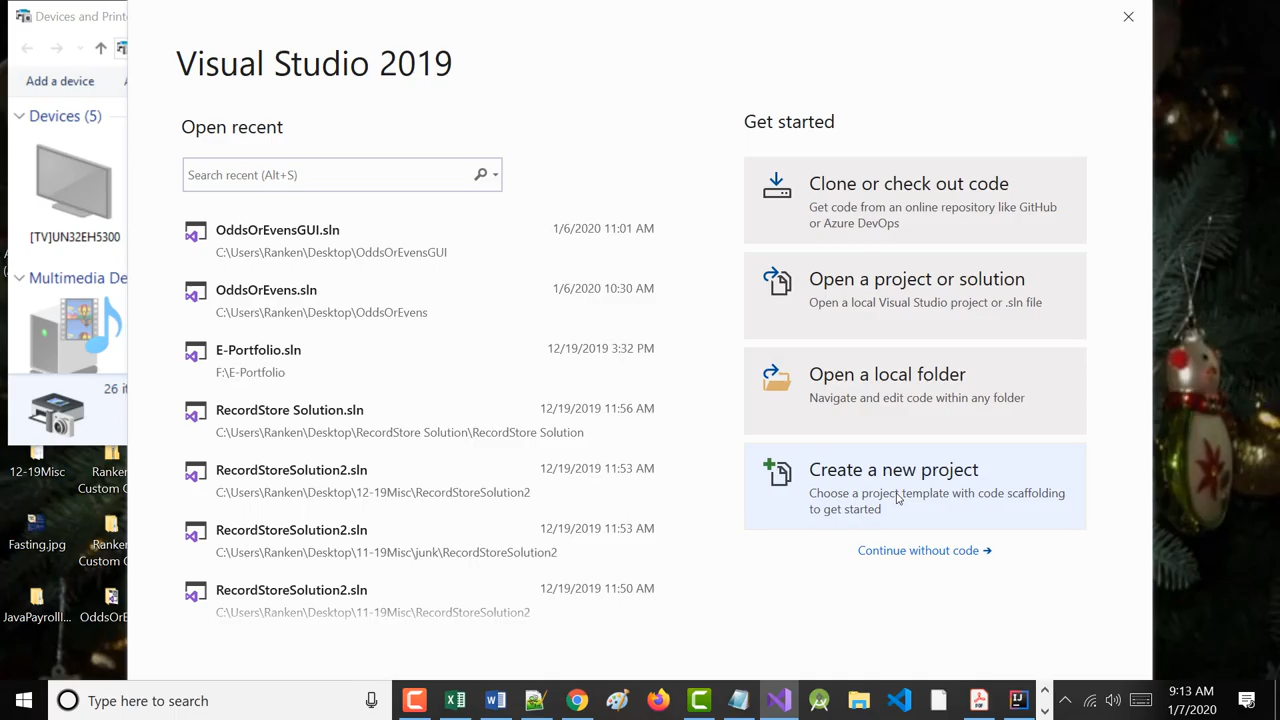 Devices and Print
Add a device
Devices (5)
[TV]UN32EH5300
Multimedia De
26 it
12-19Misc
Ranken
Custom C
Fasting.jpg
Ranken
Custom C
JavaPayrollI...
OddsOrE
Visual Studio 2019
Open recent
Search recent (Alt+S)
OddsOrEvensGUI.sln 1/6/2020 11:01 AM
C:\Users\Ranken\Desktop\OddsOrEvensGUI
OddsOrEvens.sln 1/6/2020 10:30 AM
C:\Users\Ranken\Desktop\OddsOrEvens
E-Portfolio.sln 12/19/2019 3:32 PM
F:\E-Portfolio
RecordStore Solution.sln 12/19/2019 11:56 AM
C:\Users\Ranken\Desktop\RecordStore Solution\RecordStore Solution
RecordStoreSolution2.sln 12/19/2019 11:53 AM
C:\Users\Ranken\Desktop\12-19Misc\RecordStoreSolution2
RecordStoreSolution2.sln 12/19/2019 11:53 AM
C:\Users\Ranken\Desktop\11-19Misc\junk\RecordStoreSolution2
RecordStoreSolution2.sln 12/19/2019 11:50 AM
C:\Users\Ranken\Desktop\11-19Misc\RecordStoreSolution2
Get started
Clone or check out code
Get code from an online repository like GitHub
or Azure DevOps
Open a project or solution
Open a local Visual Studio project or .sln file
Open a local folder
Navigate and edit code within any folder
Create a new project
Choose a project template with code scaffolding
to get started
Continue without code →
Type here to search
9:13 AM
1/7/2020